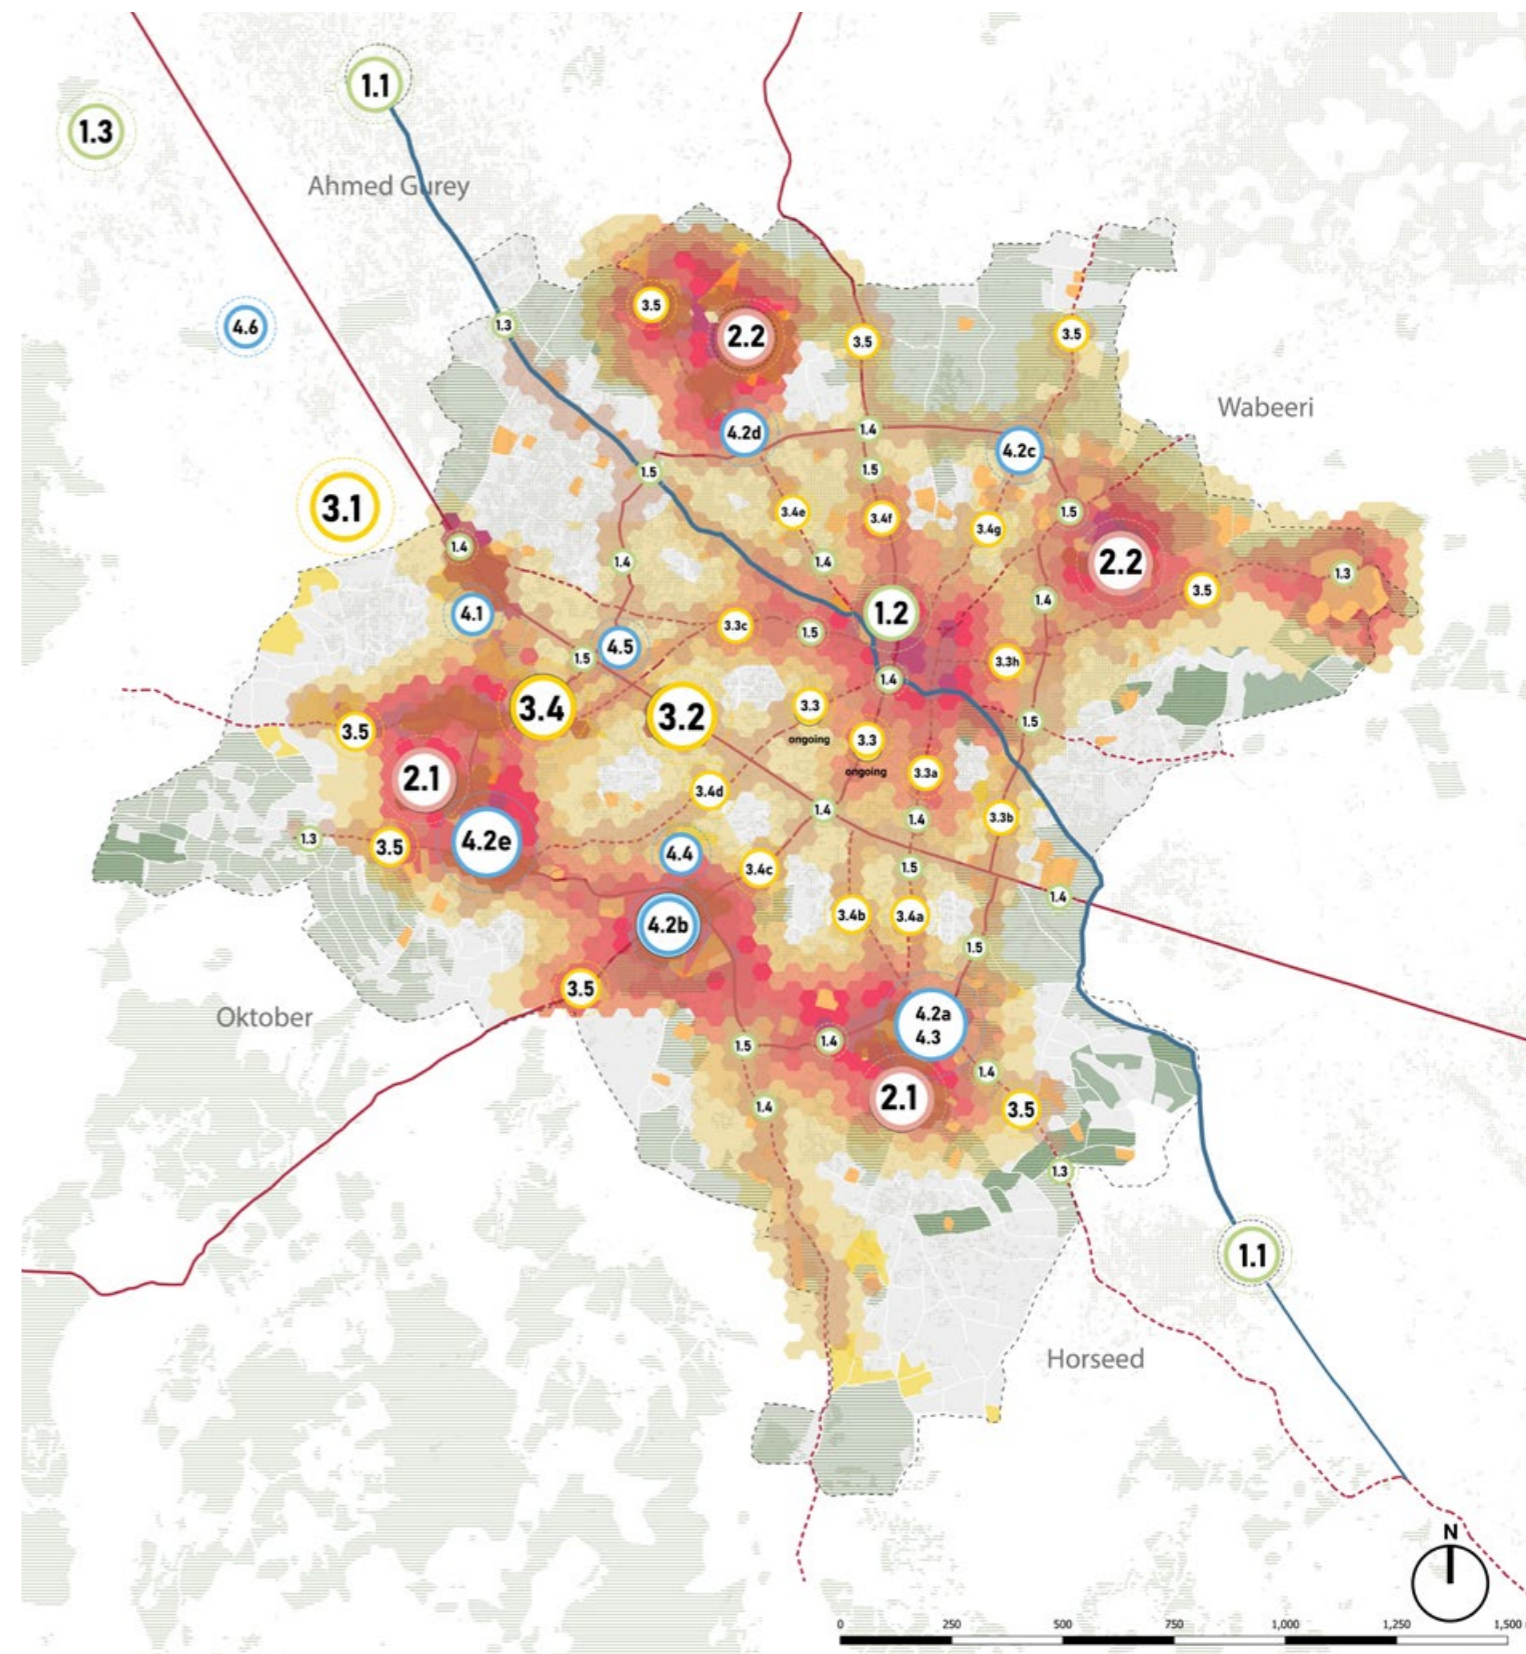 1.1
1.3
Ahmed Gurey
3.5
4.6
1.3
2.2
3.5
3.5
Wabeeri
4.2d
1.4
4.2c
1.5
1.5
3.1
3.4e
3.4f
3.4g
1.5
1.4
1.4
1.4
2.2
1.3
3.5
4.1
1.2
1.4
3.3c
1.5
4.5
1.5
3.3h
1.4
3.4
3.2
3.3
ongoing
1.5
3.5
3.3
ongoing
2.1
3.3a
3.4d
1.4
1.4
3.3b
1.3
3.5
4.2e
4.4
3.4c
1.5
1.4
4.2b
3.4b
3.4a
1.5
3.5
Oktober
4.2a
4.3
1.5
1.4
1.4
2.1
1.4
3.5
1.3
1.1
Horseed
N
0 250 500 750 1,000 1,250 1,500